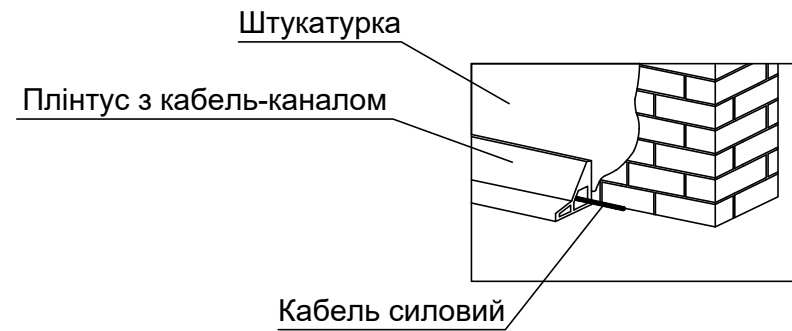 Штукатурка
Плінтус з кабель-каналом
Кабель силовий